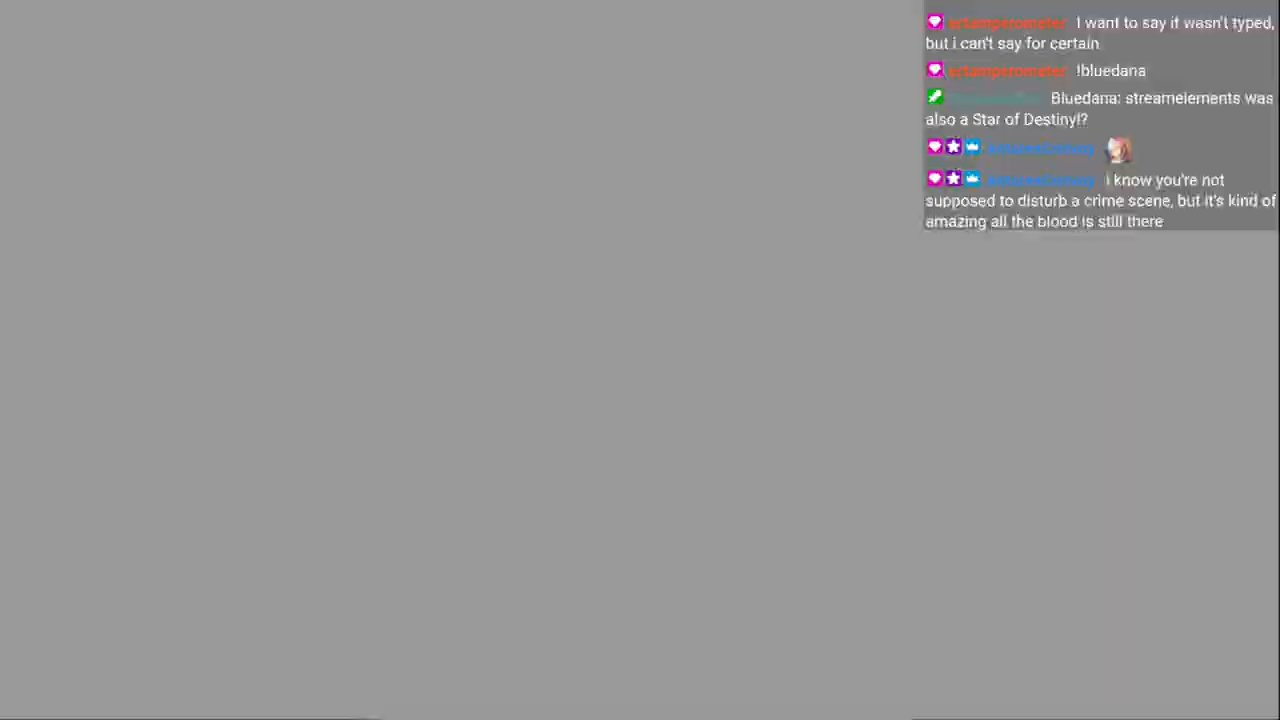 I want to say it wasn't typed,
but i can't say for certain
!bluedana
Bluedana: streamelements was
also a Star of Destiny!?
i know you're not
supposed to disturb a crime scene, but it's kind of
amazing all the blood is still there